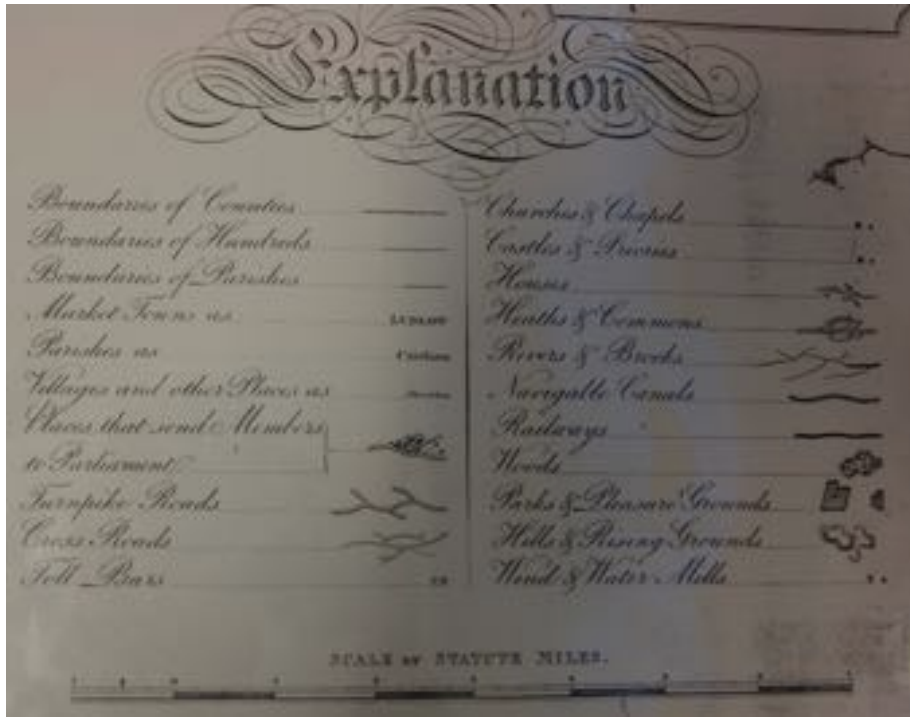 Explanation
Boundaries of Counties
Boundaries of Hundreds
Boundaries of Parishes
Market Towns as LUDLOW
Parishes as
Villages and other Places as
Places that send Members
to Parliament
Turnpike Roads
Cross Roads
Toll Bars TB
Churches & Chapels
Castles & Priories
Houses
Heaths & Commons
Rivers & Brooks
Navigable Canals
Railways
Woods
Parks & Pleasure Grounds
Hills & Rising Grounds
Wind & Water Mills
SCALE OF STATUTE MILES.